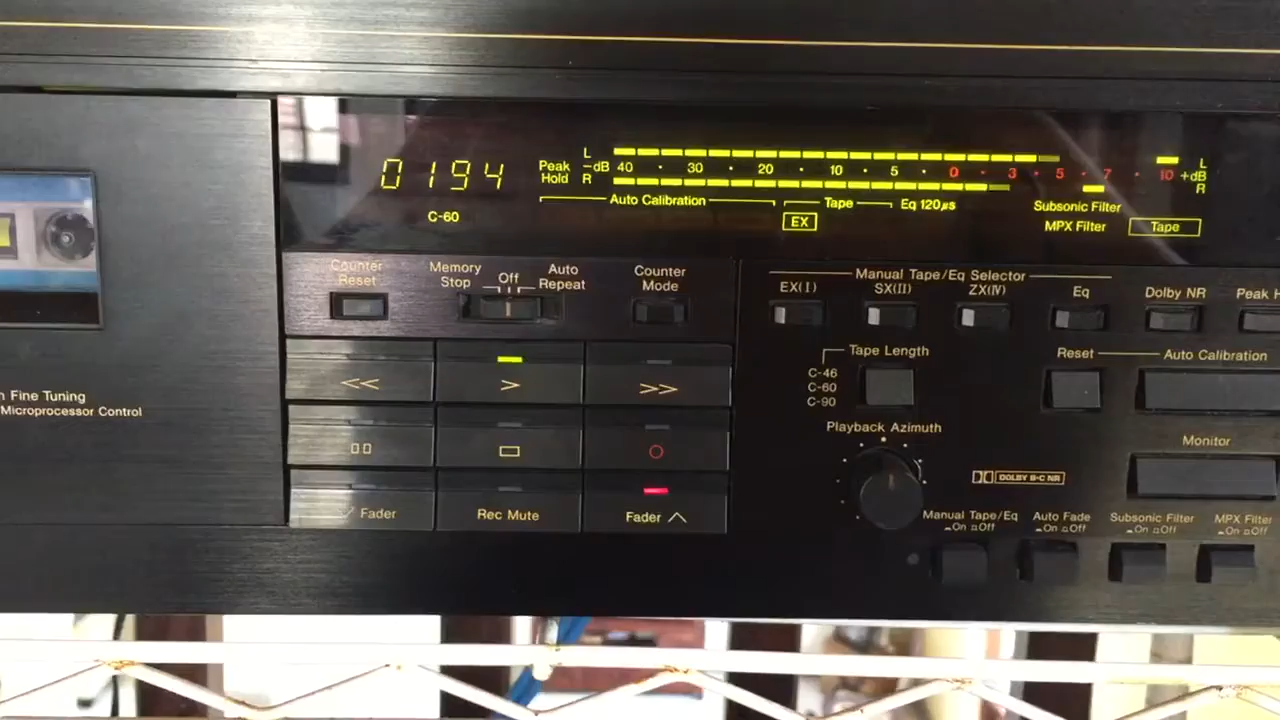 0194
C-60
Peak Hold
L
R
-dB 40 · 30 · 20 · 10 · 5 · 0 · 3 · 5 · 7 · 10 +dB
L
R
Auto Calibration
Tape
Eq 120μs
EX
Subsonic Filter
MPX Filter
Tape
Counter
Reset
Memory
Stop
Off
Auto
Repeat
Counter
Mode
Manual Tape/Eq Selector
EX(I)
SX(II)
ZX(IV)
Eq
Dolby NR
Peak H
<<
>
>>
Fine Tuning
Microprocessor Control
Tape Length
C-46
C-60
C-90
Reset
Auto Calibration
Playback Azimuth
Monitor
DOLBY B-C NR
Fader
Rec Mute
Fader
Manual Tape/Eq
On Off
Auto Fade
On Off
Subsonic Filter
On Off
MPX Filter
On Off